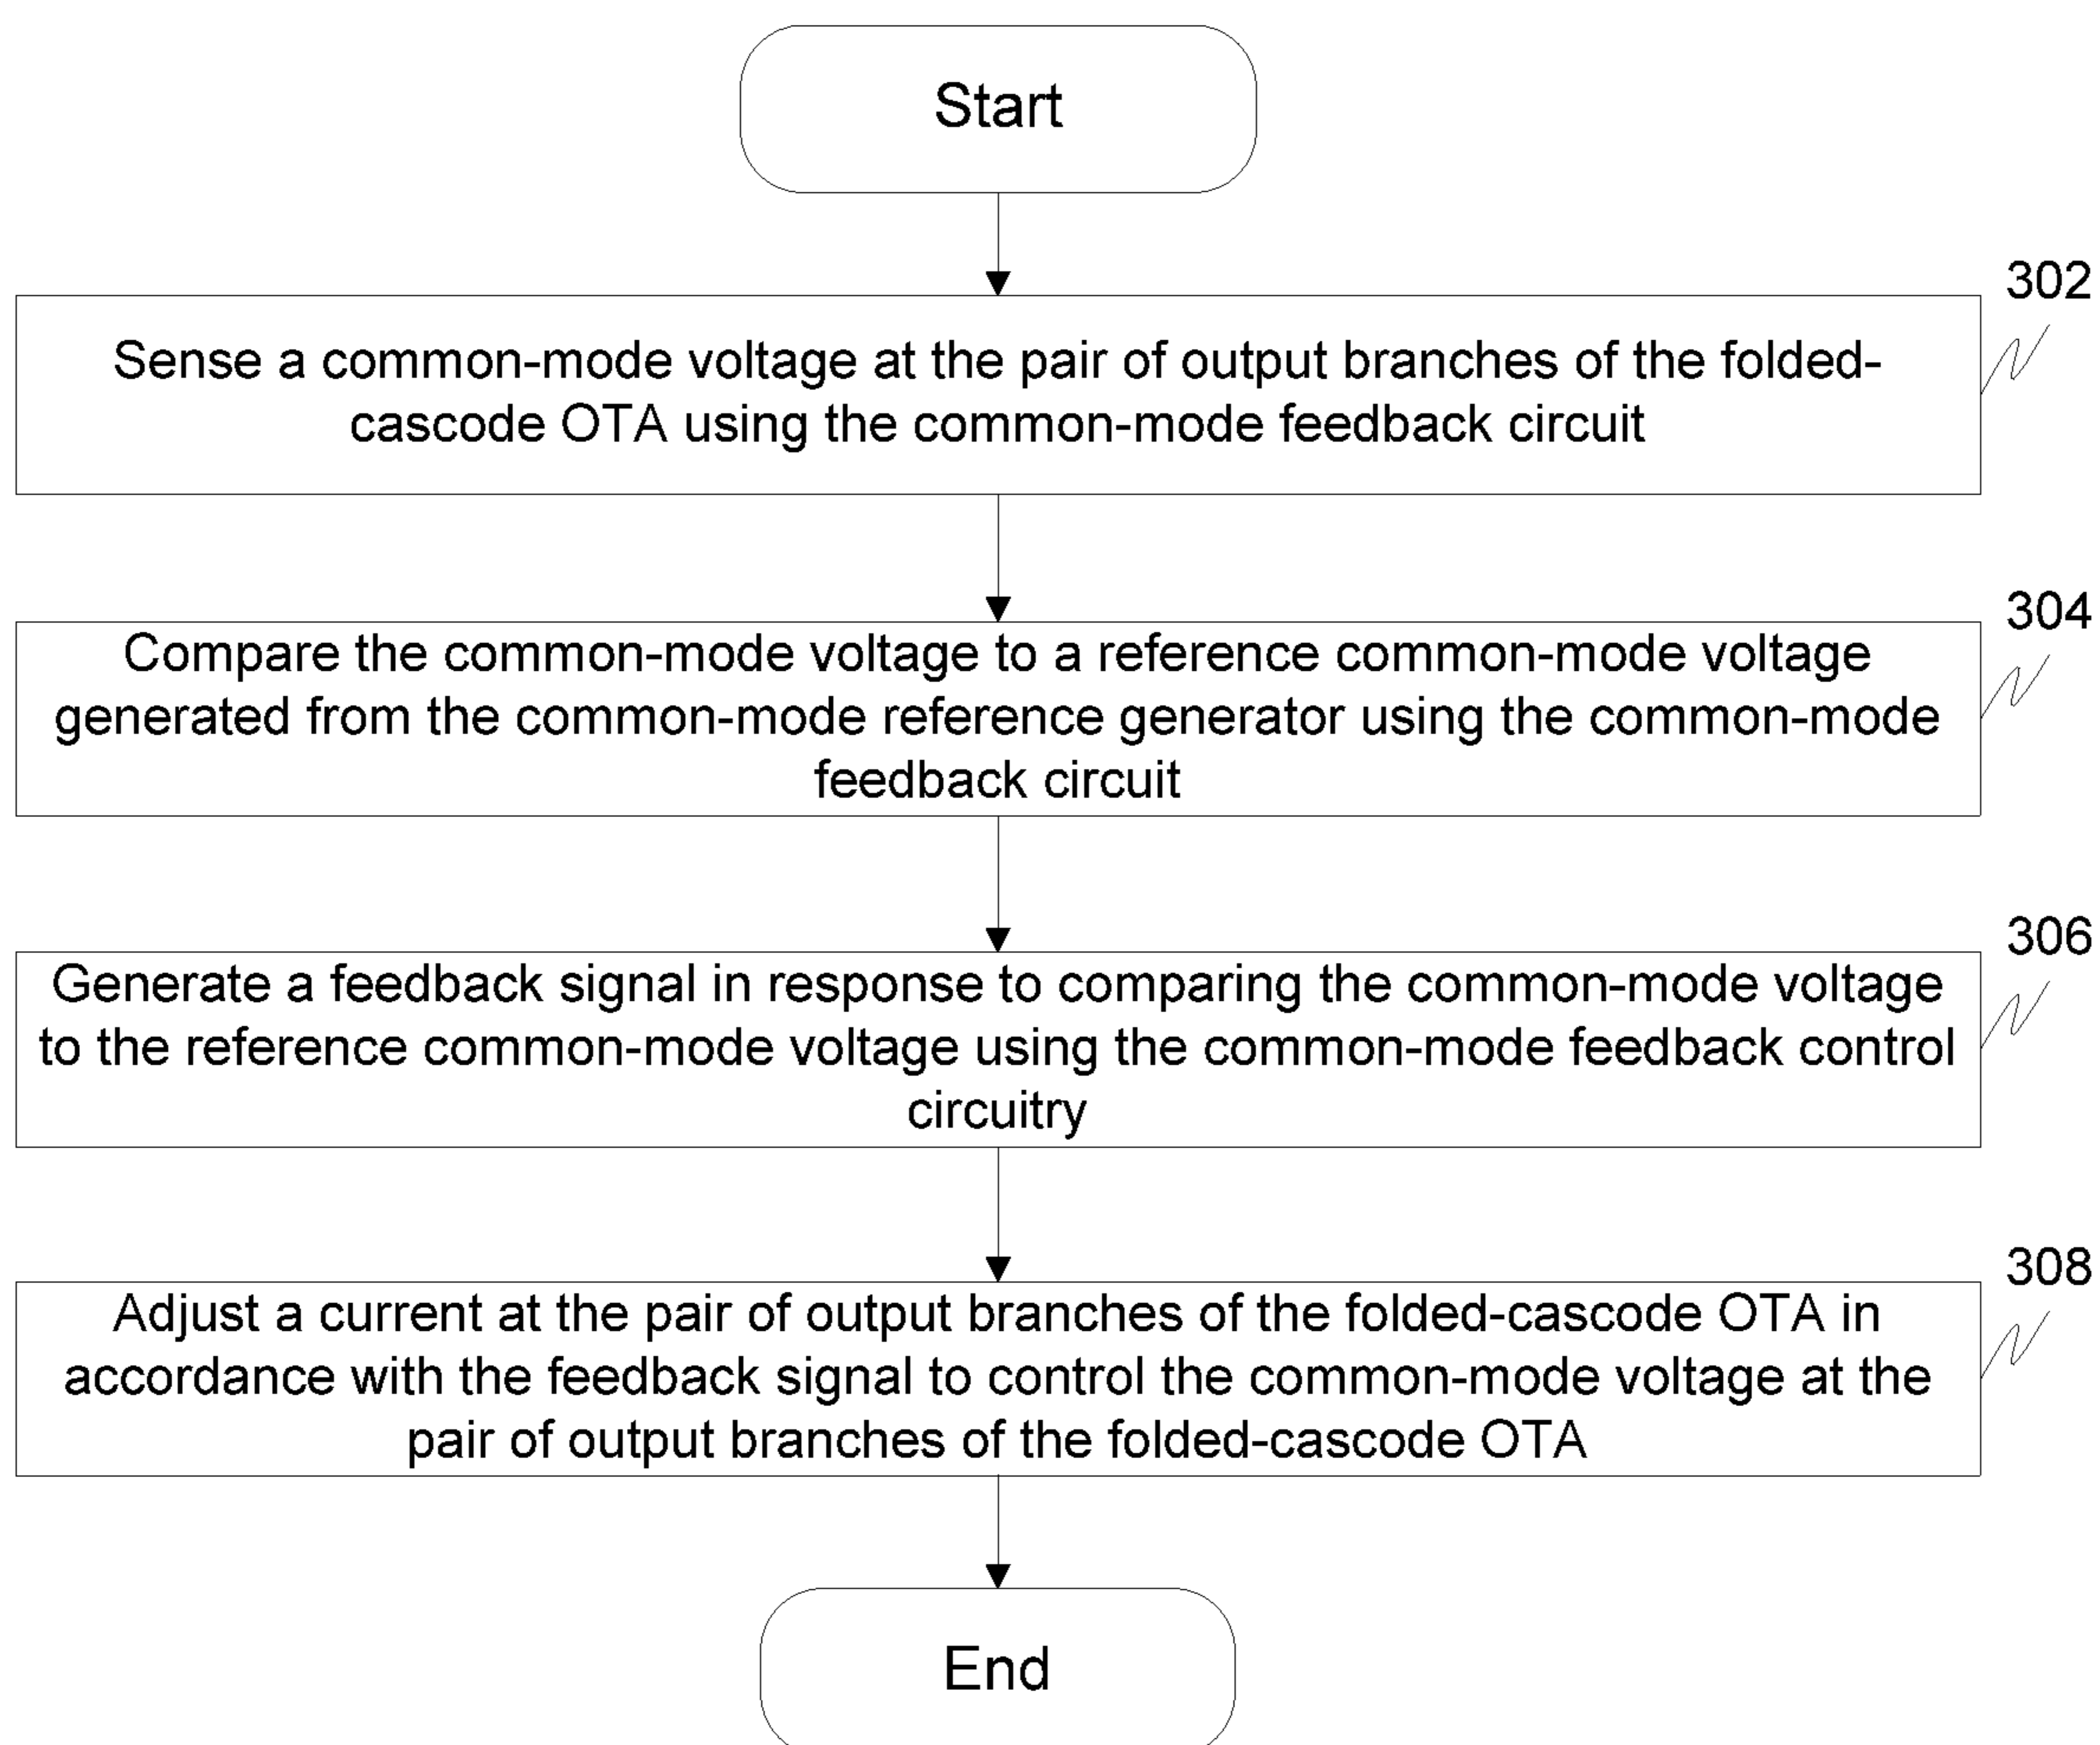 Start
302
Sense a common-mode voltage at the pair of output branches of the folded-
cascode OTA using the common-mode feedback circuit
304
Compare the common-mode voltage to a reference common-mode voltage
generated from the common-mode reference generator using the common-mode
feedback circuit
306
Generate a feedback signal in response to comparing the common-mode voltage
to the reference common-mode voltage using the common-mode feedback control
circuitry
308
Adjust a current at the pair of output branches of the folded-cascode OTA in
accordance with the feedback signal to control the common-mode voltage at the
pair of output branches of the folded-cascode OTA
End